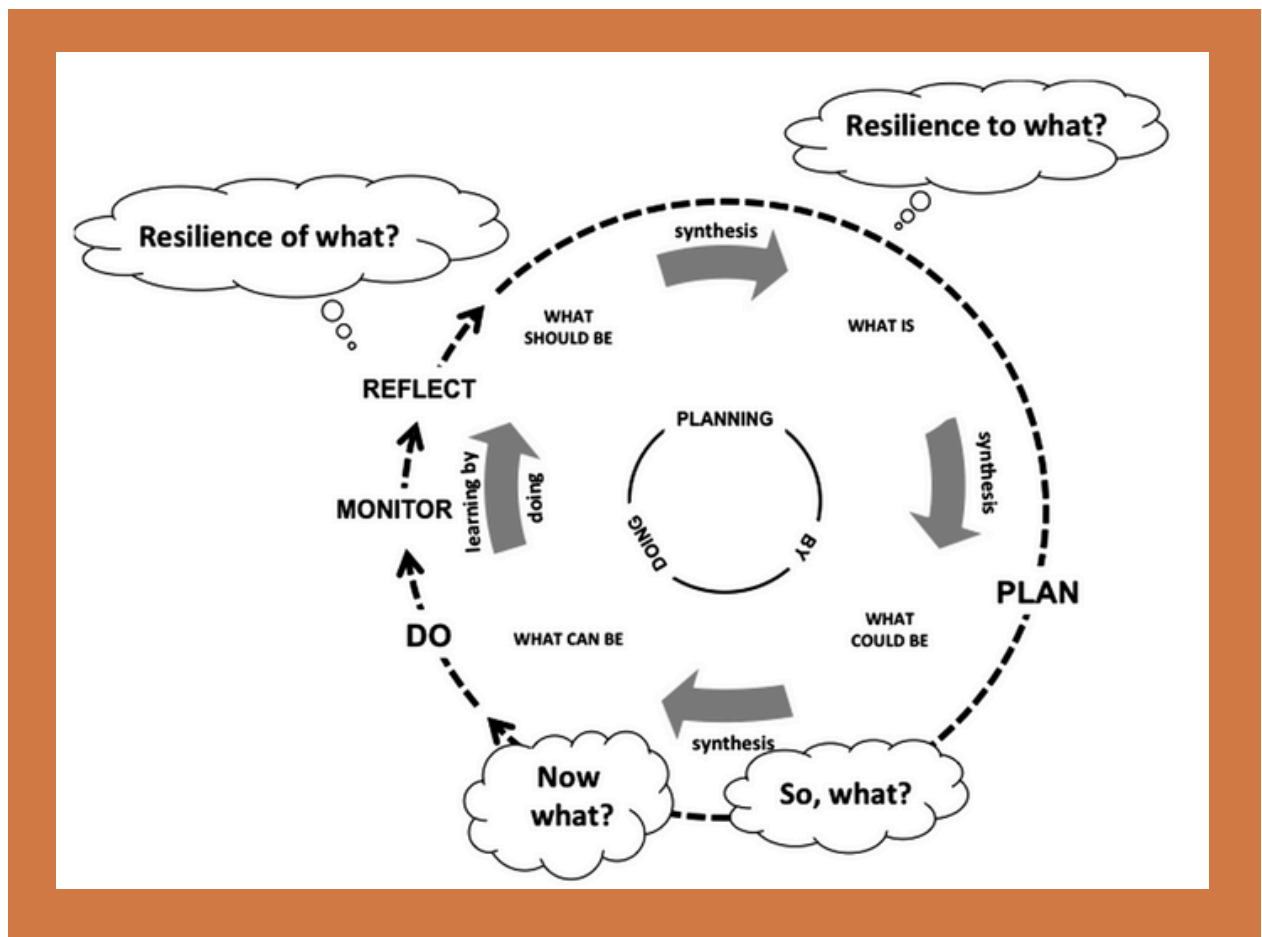 Resilience to what?
Resilience of what?
synthesis
WHAT
SHOULD BE
WHAT IS
REFLECT
PLANNING
BY
DOING
synthesis
learning by
doing
MONITOR
PLAN
DO
WHAT CAN BE
WHAT
COULD BE
synthesis
Now
what?
So, what?